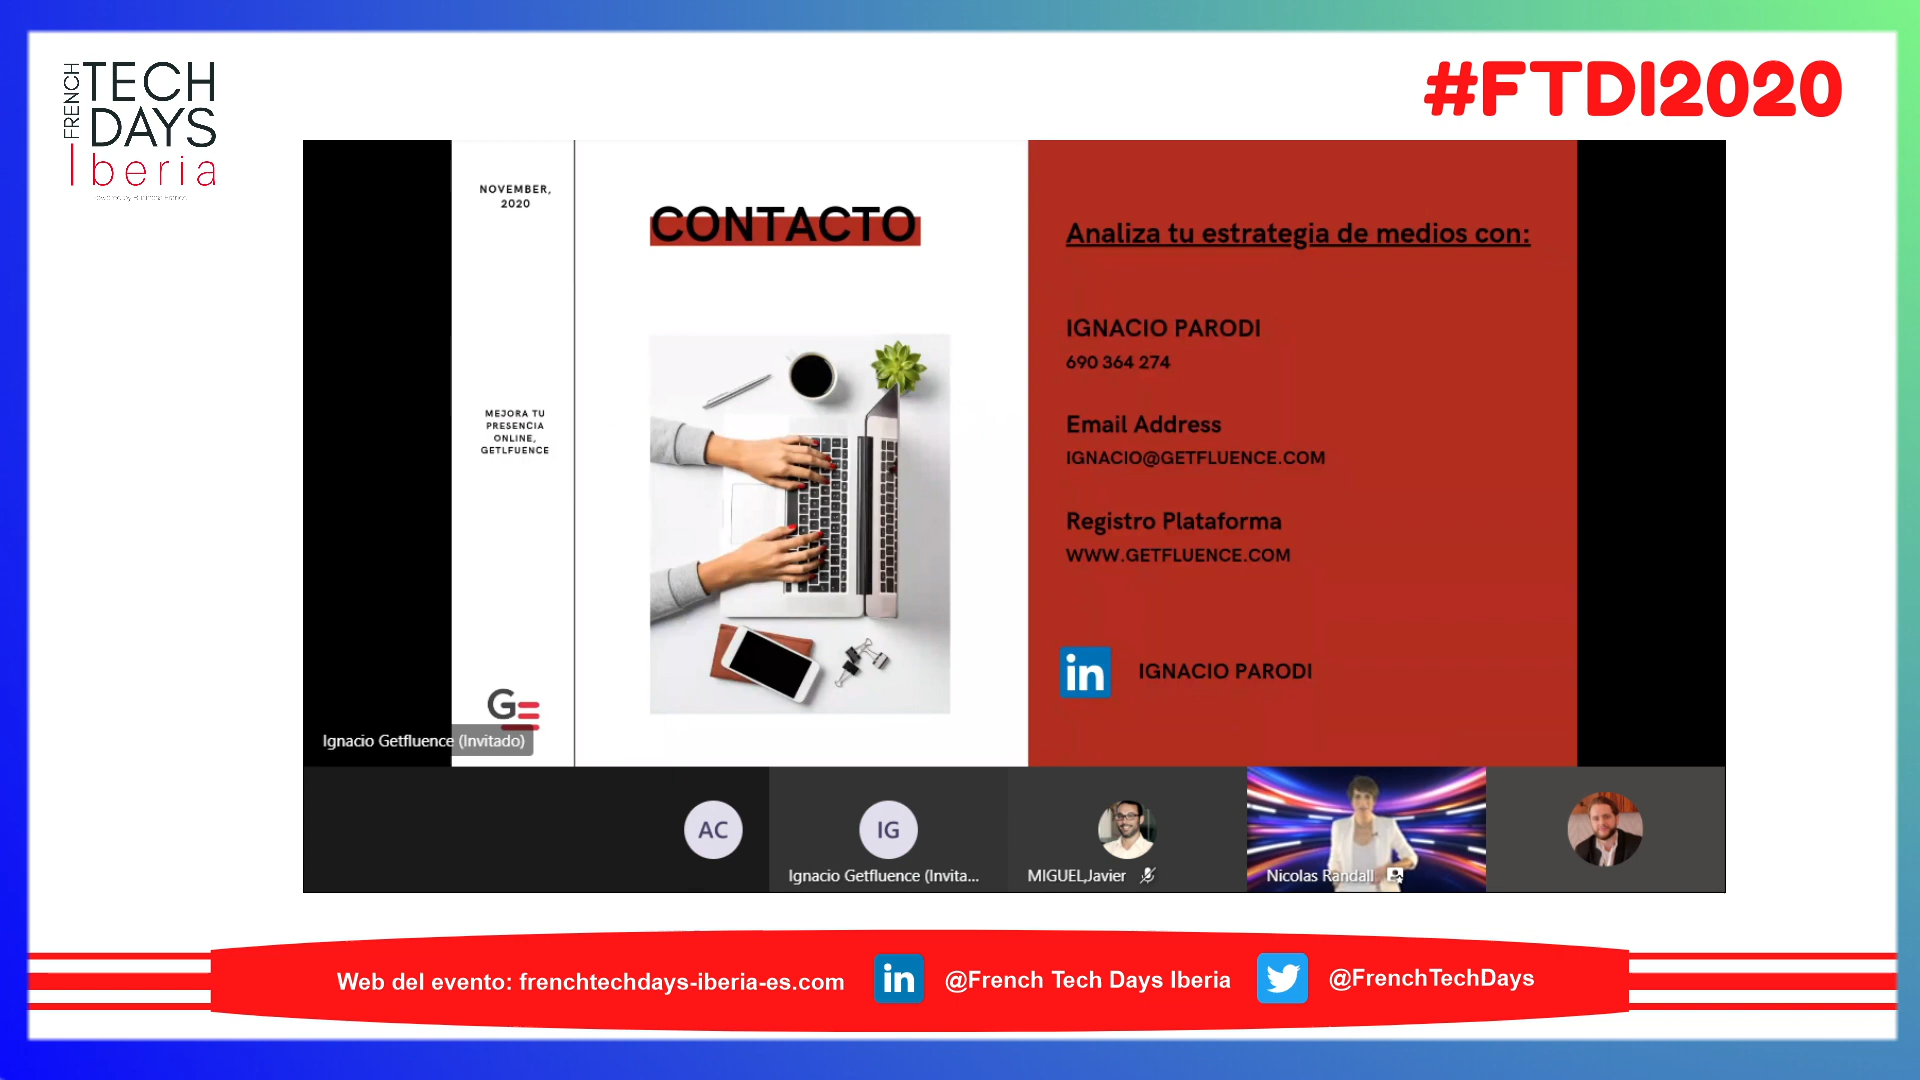 FRENCH
TECH
DAYS
Iberia
#FTDI2020
NOVEMBER,
2020
MEJORA TU
PRESENCIA
ONLINE,
GETLFUENCE
GE
CONTACTO
Analiza tu estrategia de medios con:
IGNACIO PARODI
690 364 274
Email Address
IGNACIO@GETFLUENCE.COM
Registro Plataforma
WWW.GETFLUENCE.COM
in
IGNACIO PARODI
Ignacio Getfluence (Invitado)
AC
IG
Ignacio Getfluence (Invita...
MIGUEL,Javier
Nicolas Randall
Web del evento: frenchtechdays-iberia-es.com
in
@French Tech Days Iberia
@FrenchTechDays